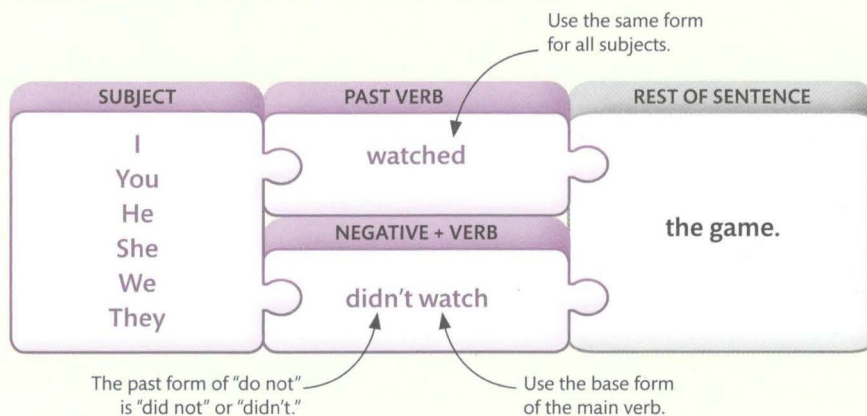 Use the same form
for all subjects.
SUBJECT
PAST VERB
REST OF SENTENCE
I
You
He
She
We
They
watched
NEGATIVE + VERB
didn't watch
the game.
The past form of "do not"
is "did not" or "didn't."
Use the base form
of the main verb.